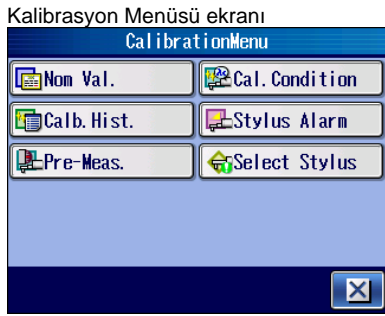 Kalibrasyon Menüsü ekranı
CalibrationMenu
Nom Val.
Cal.Condition
Calb.Hist.
Stylus Alarm
Pre-Meas.
Select Stylus